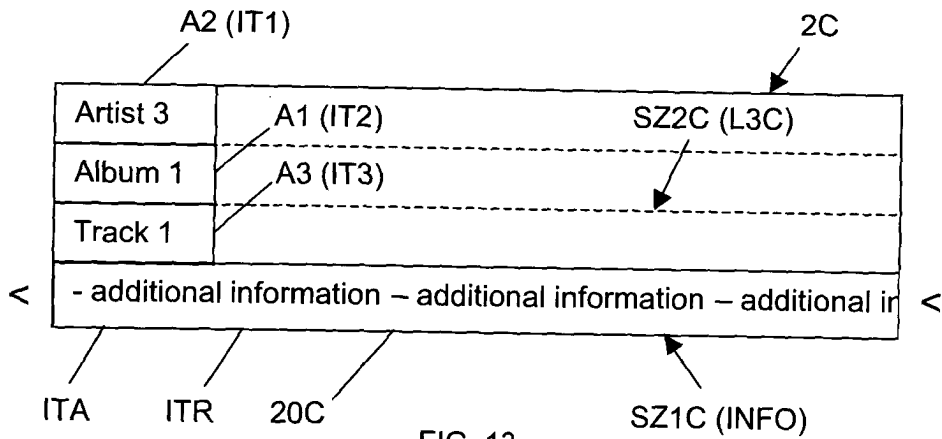 A2 (IT1)
2C
Artist 3
A1 (IT2)
SZ2C (L3C)
Album 1
A3 (IT3)
Track 1
< - additional information – additional information – additional in <
ITA ITR 20C SZ1C (INFO)